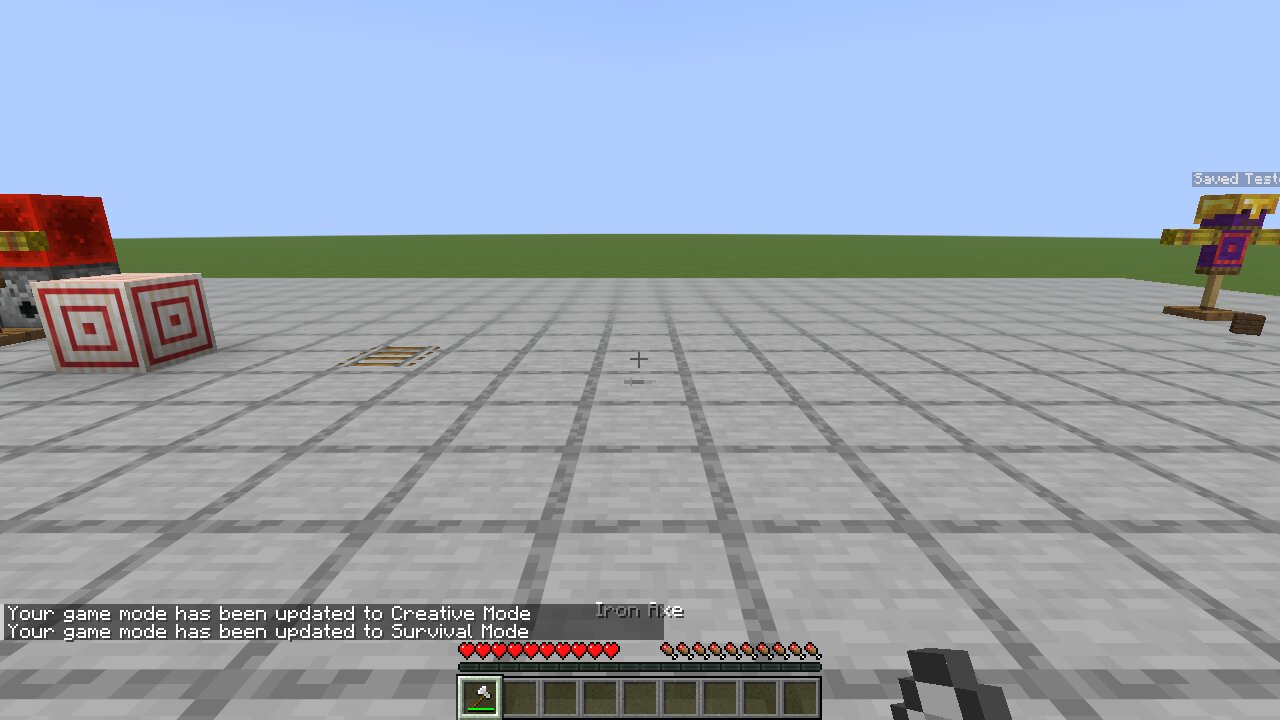 Saved Test
Iron Axe
Your game mode has been updated to Creative Mode
Your game mode has been updated to Survival Mode